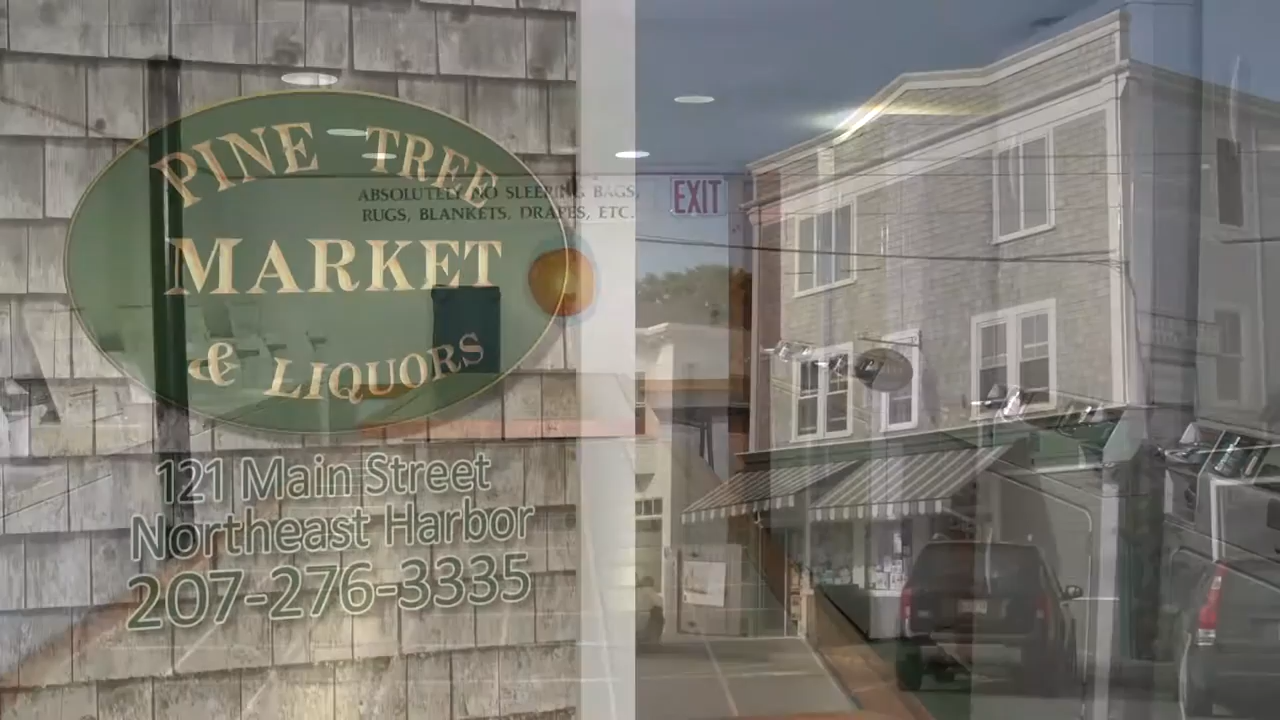 PINE TREE
MARKET
& LIQUORS
ABSOLUTELY NO SLEEPING BAGS,
RUGS, BLANKETS, DRAPES, ETC.
EXIT
121 Main Street
Northeast Harbor
207-276-3335